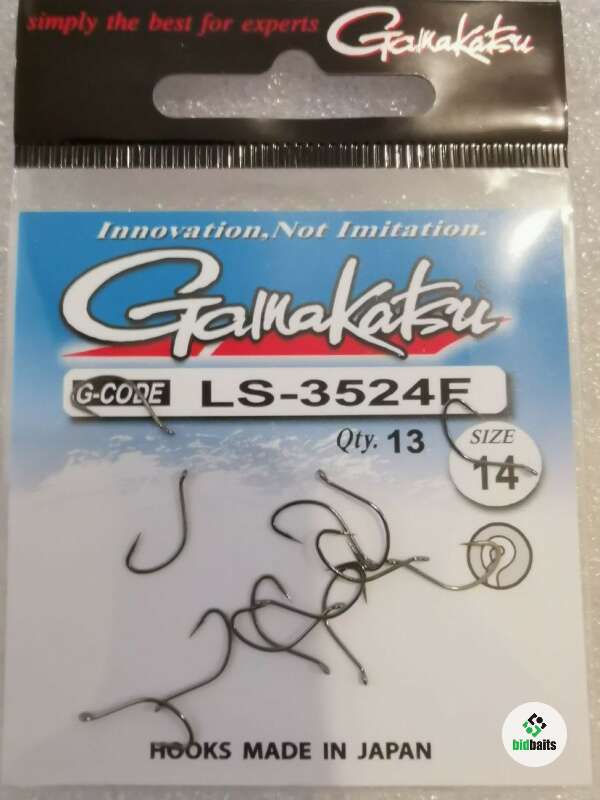 simply the best for experts
Gamakatsu
Innovation, Not Imitation.
Gamakatsu
G-CODE LS-3524F
Qty. 13
SIZE
14
HOOKS MADE IN JAPAN
bidbaits